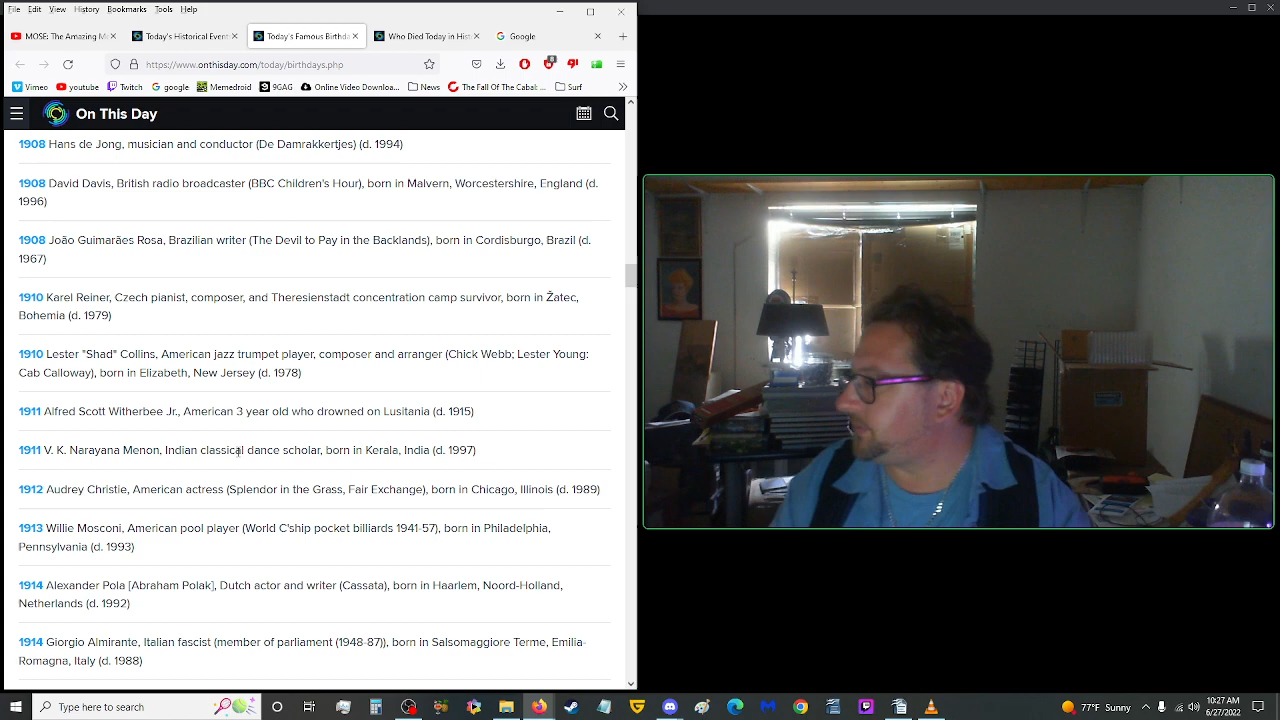 File Edit View History Bookmarks Tools Help
MOSE: The Amazing M
Today's Historical Event
Today's Famous Birthda
Who Died Today in Hist
Google
https://www.onthisday.com/today/birthdays.php
8
Vimeo youtube Twitch google Memedroid 9GAG Online Video Downloa... News The Fall Of The Cabal: ... Surf
On This Day
1908 Hans de Jong, musician and conductor (De Damrakkertjes) (d. 1994)
1908 David Davis, British radio broadcaster (BBC Children's Hour), born in Malvern, Worcestershire, England (d.
1996)
1908 João Guimarães Rosa, Brazilian writer (The Devil to Pay in the Backlands), born in Cordisburgo, Brazil (d.
1967)
1910 Karel Reiner, Czech pianist, composer, and Theresienstadt concentration camp survivor, born in Žatec,
Bohemia (d. 1979)
1910 Lester "Shad" Collins, American jazz trumpet player, composer and arranger (Chick Webb; Lester Young;
Cab Calloway), born in Elizabeth, New Jersey (d. 1978)
1911 Alfred Scott Witherbee Jr., American 3 year old who drowned on Lusitania (d. 1915)
1911 V. K. Narayana Menon, Indian classical dance scholar, born in Kerala, India (d. 1997)
1912 Audrey Christie, American actress (Splendor in the Grass, Fair Exchange), born in Chicago, Illinois (d. 1989)
1913 Willie Mosconi, American pool player (World C'ship pocket billiards 1941-57), born in Philadelphia,
Pennsylvania (d. 1993)
1914 Alexander Pola [Abraham Polak], Dutch actor and writer (Cassata), born in Haarlem, Noord-Holland,
Netherlands (d. 1992)
1914 Giorgio Almirante, Italian fascist (member of parliament (1948-87)), born in Salsomaggiore Terme, Emilia-
Romagna, Italy (d. 1988)
Type here to search
77°F Sunny
10:27 AM
6/27/2022